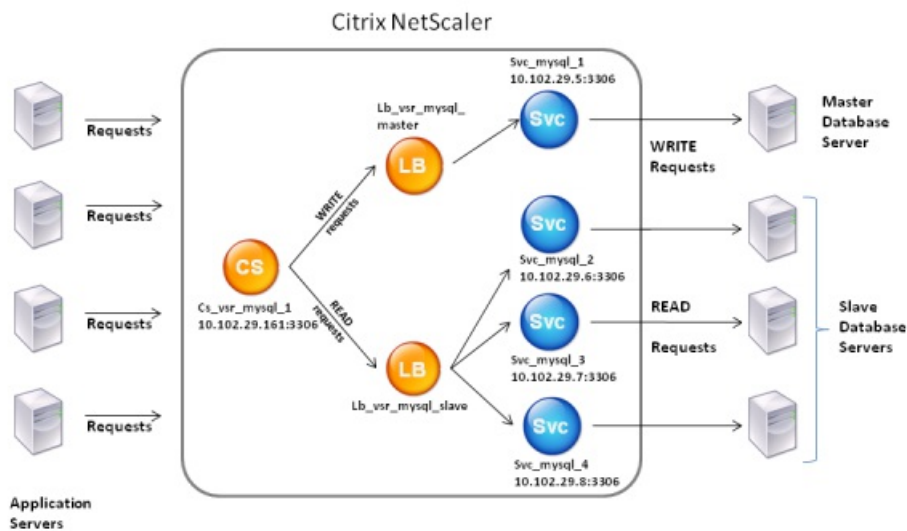 Citrix NetScaler
Requests
Requests
Requests
Requests
Application
Servers
CS
Cs_vsr_mysql_1
10.102.29.161:3306
WRITE
requests
READ
requests
Lb_vsr_mysql_
master
LB
LB
Lb_vsr_mysql_slave
Svc_mysql_1
10.102.29.5:3306
Svc
Svc
Svc_mysql_2
10.102.29.6:3306
Svc
Svc_mysql_3
10.102.29.7:3306
Svc
Svc_mysql_4
10.102.29.8:3306
WRITE
Requests
READ
Requests
Master
Database
Server
Slave
Database
Servers